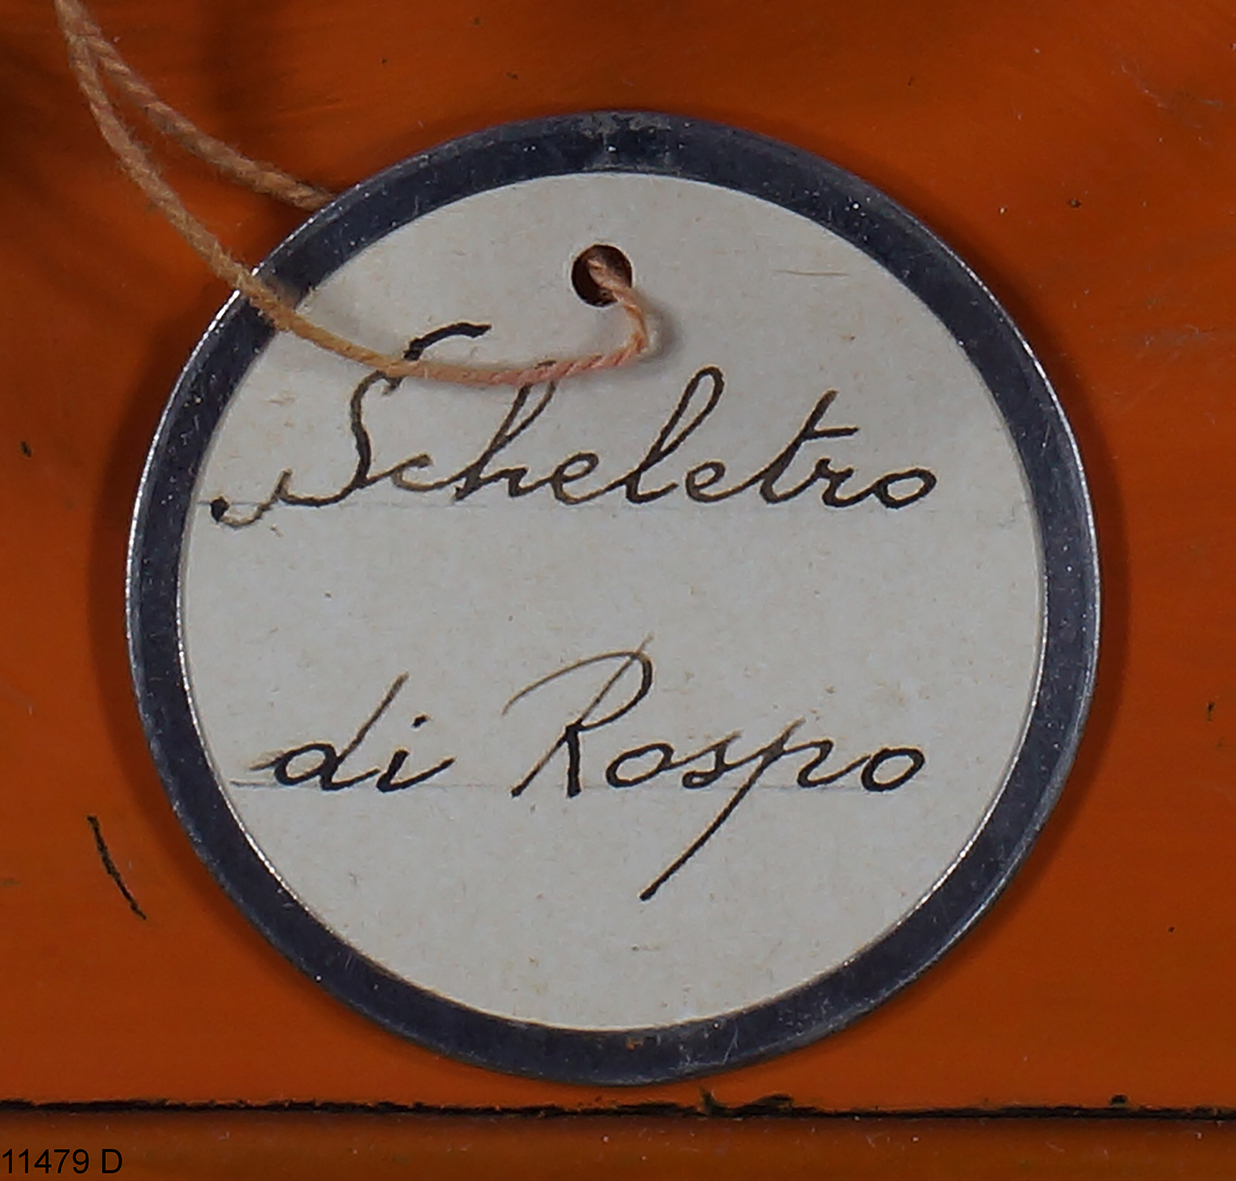 Scheletro
di Rospo
11479 D